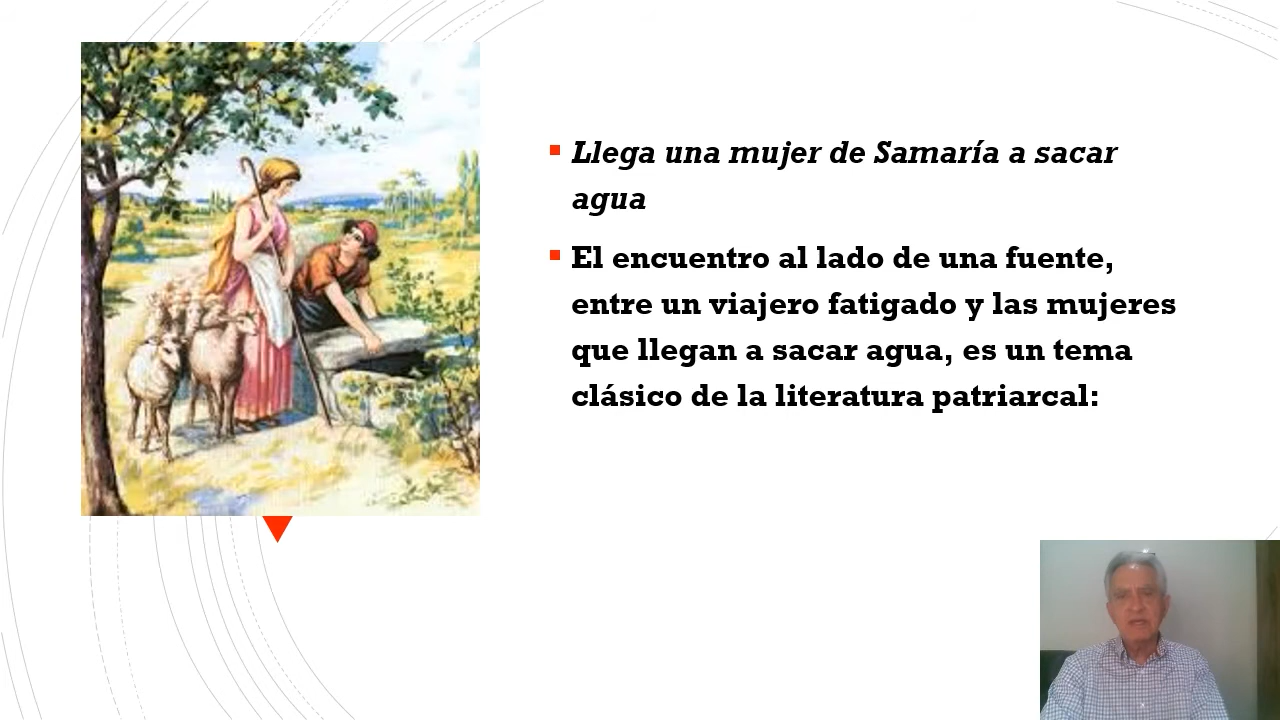 Llega una mujer de Samaría a sacar
agua
El encuentro al lado de una fuente,
entre un viajero fatigado y las mujeres
que llegan a sacar agua, es un tema
clásico de la literatura patriarcal: